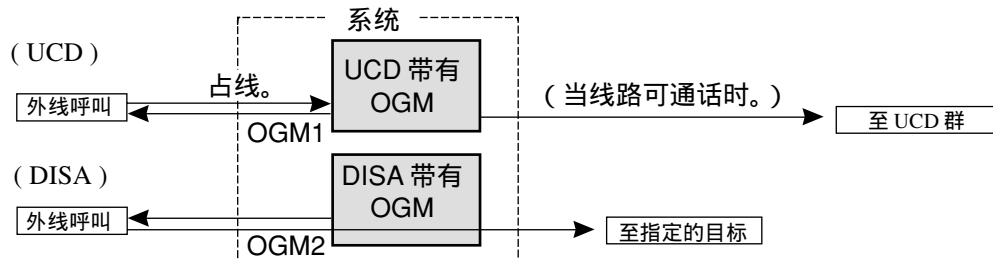 系统
( UCD )
UCD 带有
OGM
占线。
外线呼叫
OGM1
( 当线路可通话时。)
至 UCD 群
( DISA )
DISA 带有
OGM
外线呼叫
OGM2
至指定的目标